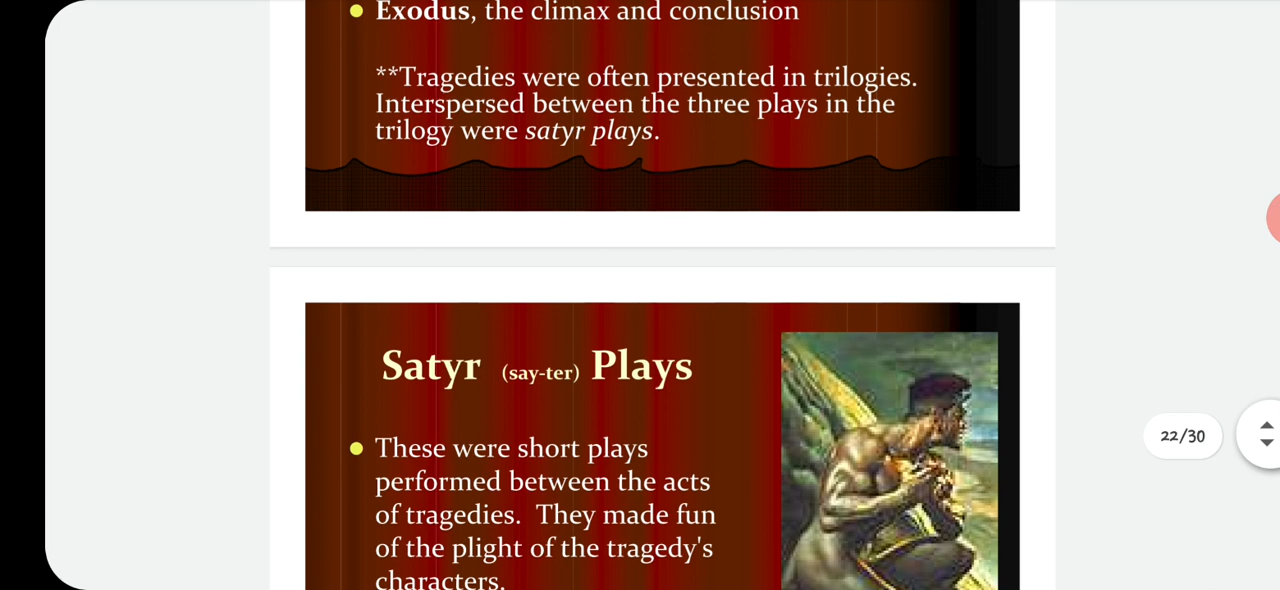 • Exodus, the climax and conclusion
**Tragedies were often presented in trilogies.
Interspersed between the three plays in the
trilogy were satyr plays.
Satyr (say-ter) Plays
• These were short plays
performed between the acts
of tragedies. They made fun
of the plight of the tragedy's
characters.
22/30